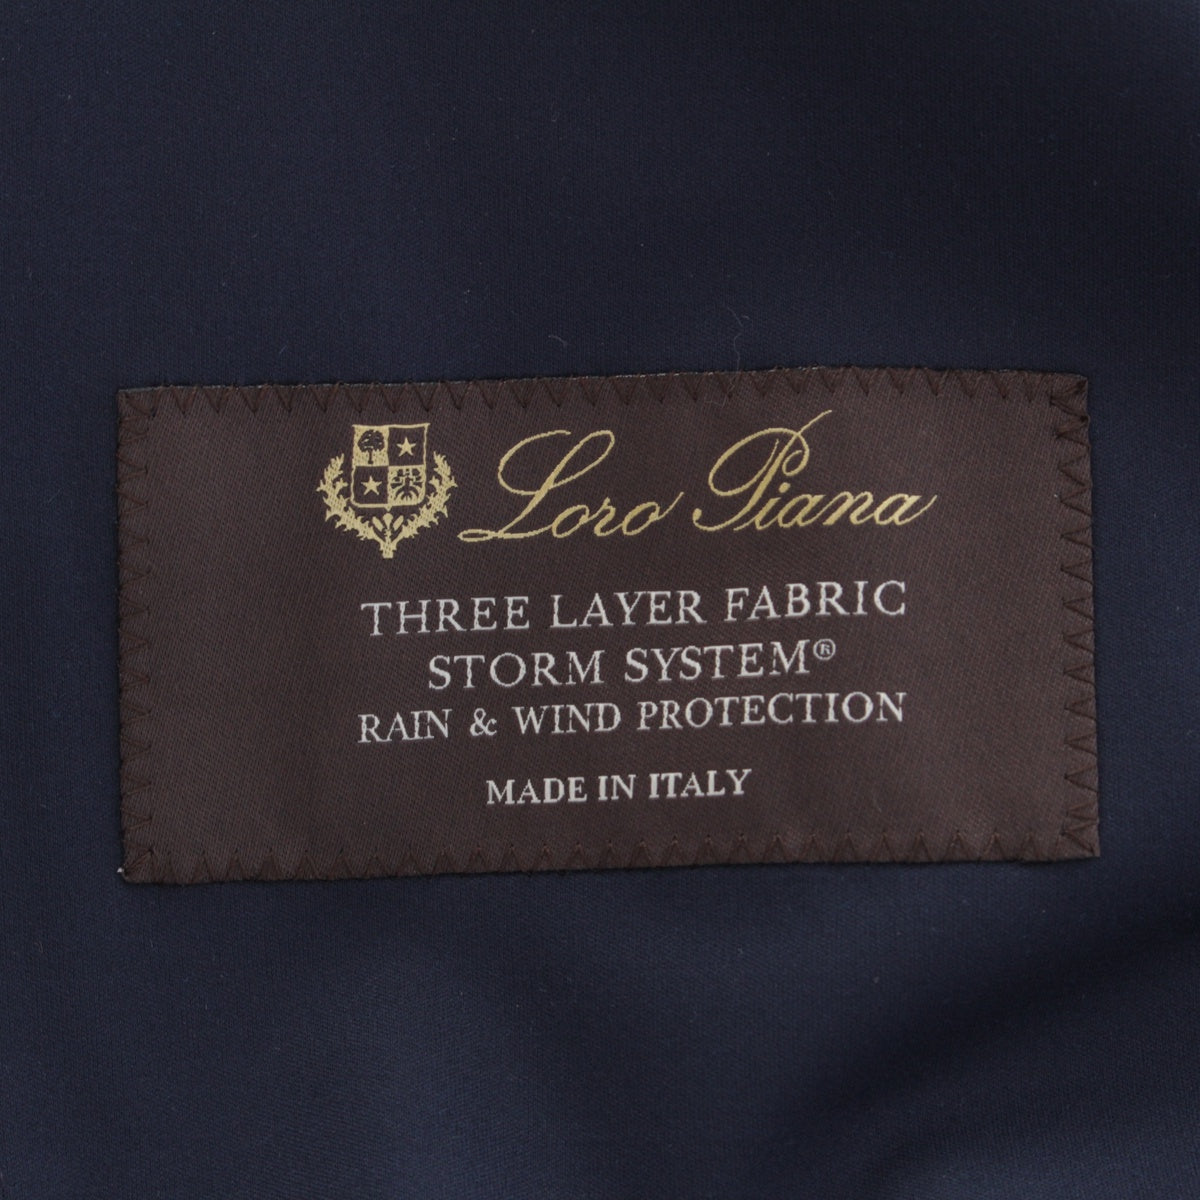 Loro Piana
THREE LAYER FABRIC
STORM SYSTEM®
RAIN & WIND PROTECTION
MADE IN ITALY